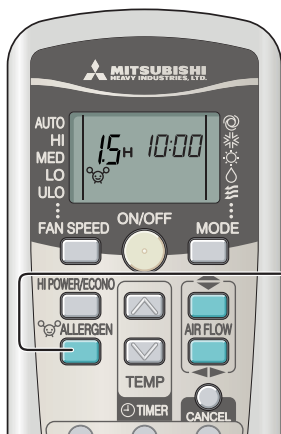 MITSUBISHI
HEAVY INDUSTRIES, LTD.
AUTO
HI
MED
LO
ULO
1.5H 10:00
FAN SPEED
ON/OFF
MODE
HI POWER/ECONO
ALLERGEN
AIR FLOW
TEMP
TIMER
CANCEL